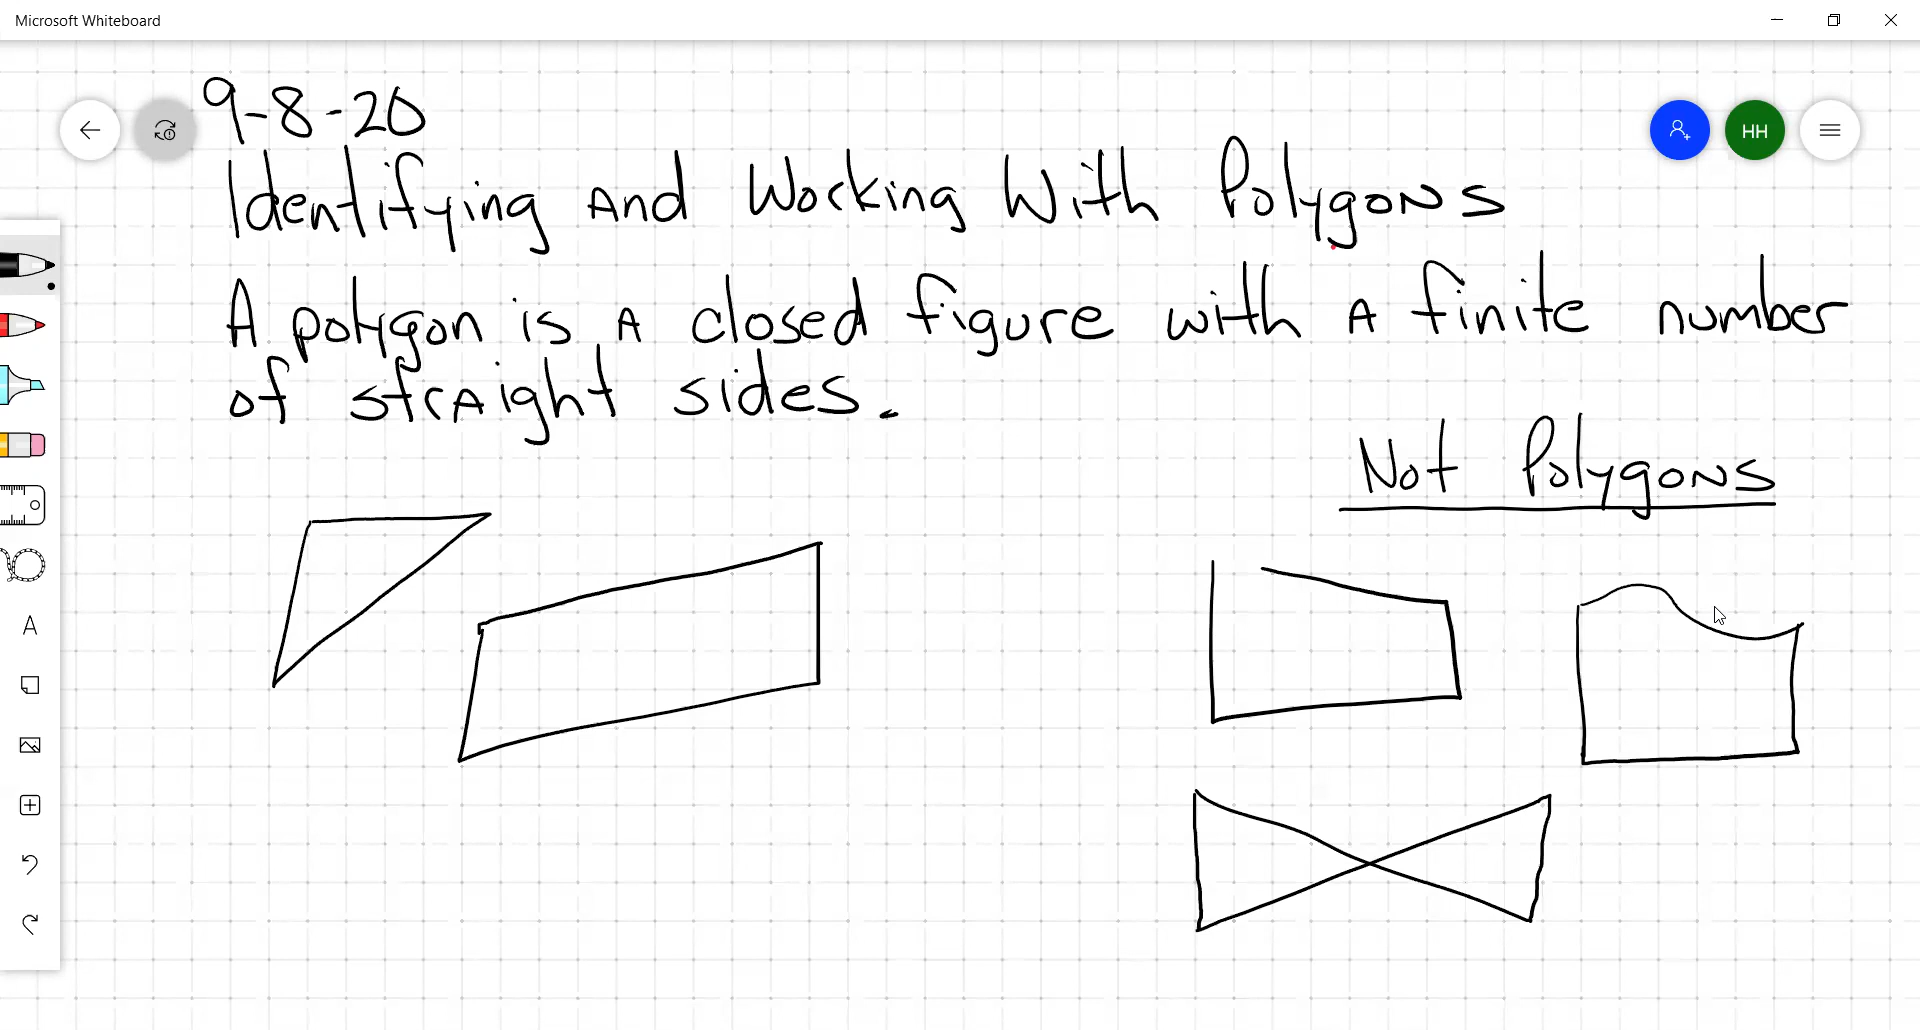 Microsoft Whiteboard
9-8-20
HH
Identifying And Working With Polygons
A polygon is A closed figure with A finite number
of strAight sides.
Not Polygons